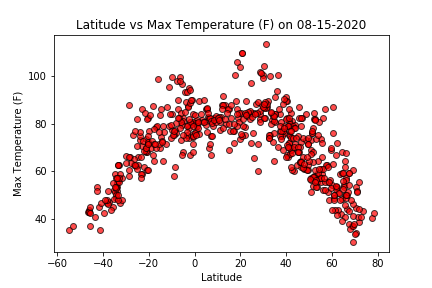 Latitude vs Max Temperature (F) on 08-15-2020
Max Temperature (F)
100
80
60
40
−60 −40 −20 0 20 40 60 80
Latitude